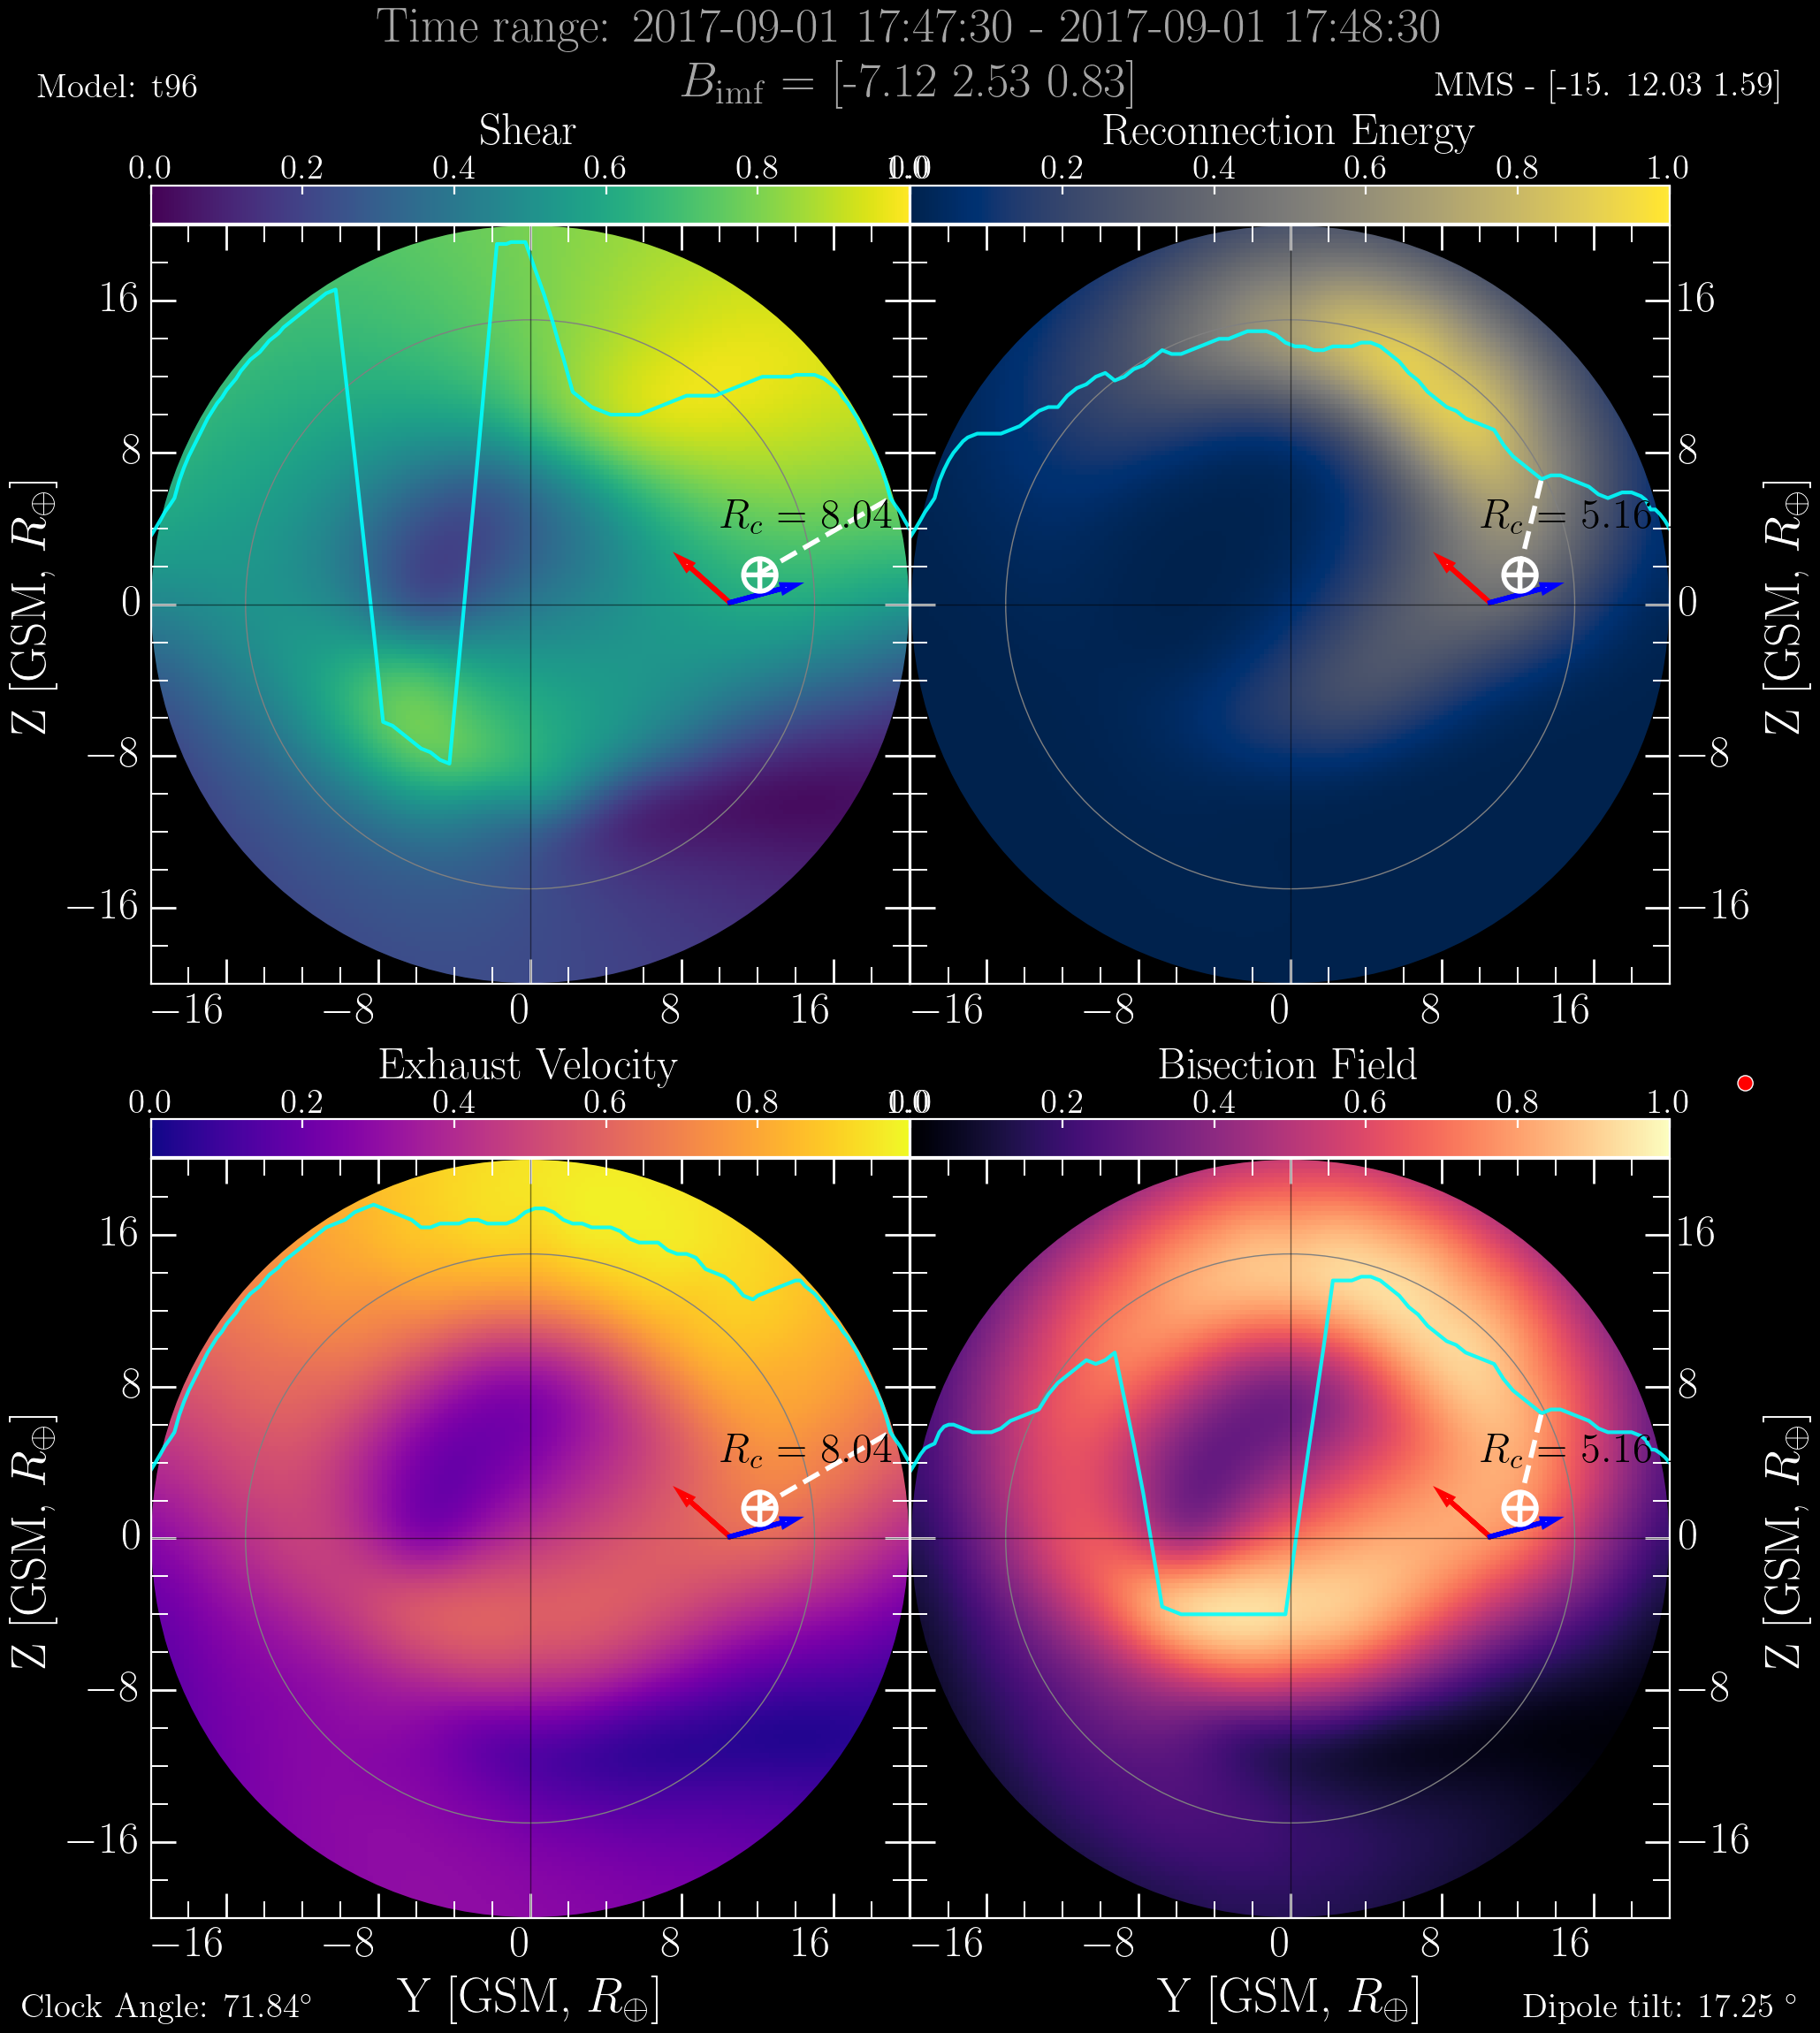 Time range: 2017-09-01 17:47:30 - 2017-09-01 17:48:30
Model: t96
B_imf = [-7.12 2.53 0.83]
MMS - [-15. 12.03 1.59]
Shear
Reconnection Energy
0.0 0.2 0.4 0.6 0.8 1.0
0.0 0.2 0.4 0.6 0.8 1.0
16
8
0
−8
−16
Z [GSM, R⊕]
R_c = 8.04
R_c = 5.16
16
8
0
−8
−16
Z [GSM, R⊕]
−16 −8 0 8 16
−16 −8 0 8 16
Exhaust Velocity
Bisection Field
0.0 0.2 0.4 0.6 0.8 1.0
0.0 0.2 0.4 0.6 0.8 1.0
16
8
0
−8
−16
Z [GSM, R⊕]
R_c = 8.04
R_c = 5.16
16
8
0
−8
−16
Z [GSM, R⊕]
−16 −8 0 8 16
−16 −8 0 8 16
Y [GSM, R⊕]
Y [GSM, R⊕]
Clock Angle: 71.84°
Dipole tilt: 17.25 °